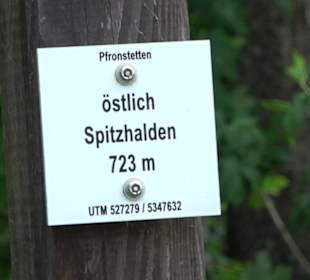 Pfronstetten
östlich
Spitzhalden
723 m
UTM 527279 / 5347632